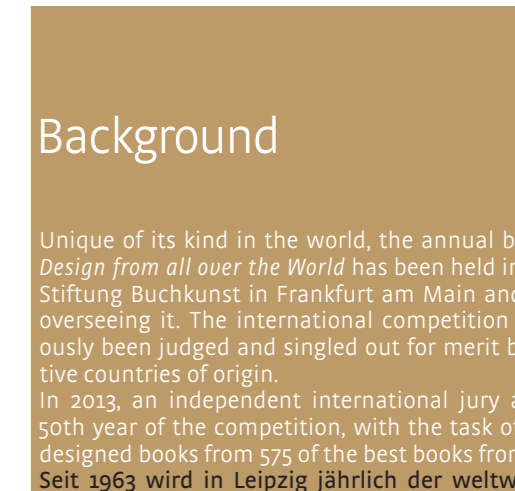 Background
Unique of its kind in the world, the annual
Design from all over the World has been held in
Stiftung Buchkunst in Frankfurt am Main and
overseeing it. The international competition
ously been judged and singled out for merit
tive countries of origin.
In 2013, an independent international jury
50th year of the competition, with the task of
designed books from 575 of the best books from
Seit 1963 wird in Leipzig jährlich der